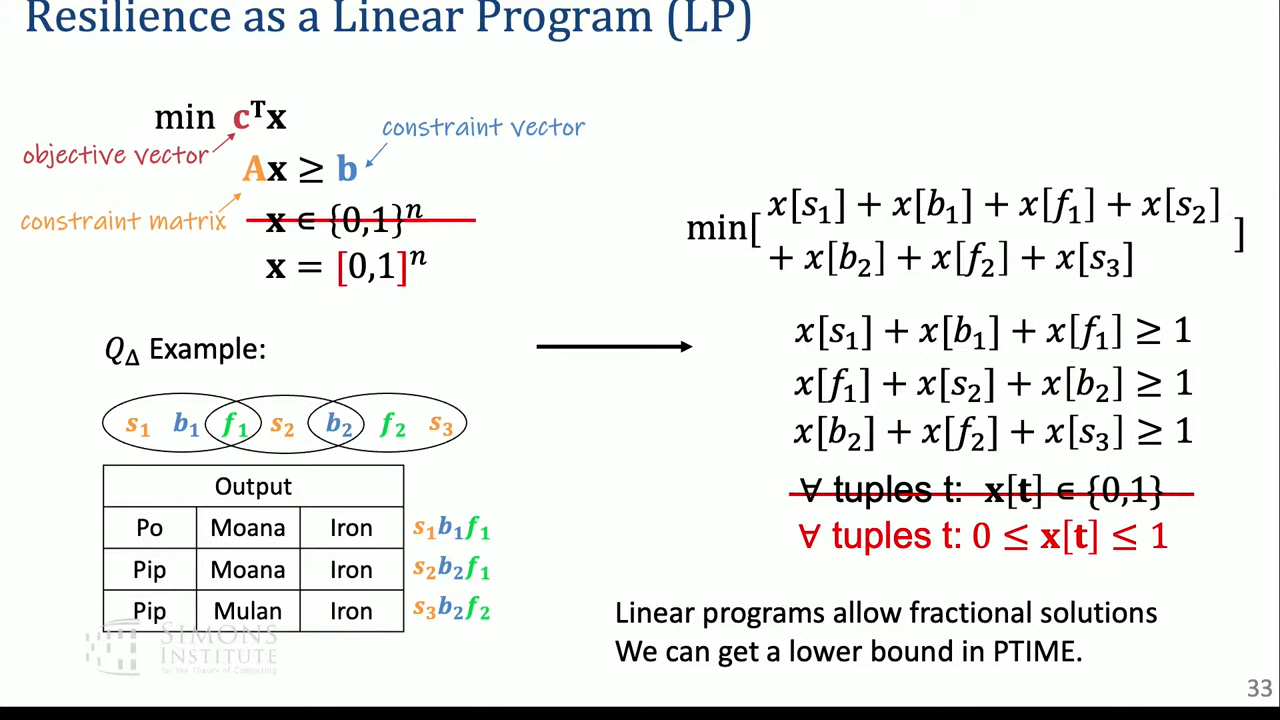 Resilience as a Linear Program (LP)
min cᵀx
constraint vector
objective vector
Ax ≥ b
constraint matrix
x ∈ {0,1}ⁿ
x = [0,1]ⁿ
Q_Δ Example:
s₁ b₁ f₁ s₂ b₂ f₂ s₃
Output
Po Moana Iron s₁b₁f₁
Pip Moana Iron s₂b₂f₁
Pip Mulan Iron s₃b₂f₂
min[ x[s₁] + x[b₁] + x[f₁] + x[s₂]
+ x[b₂] + x[f₂] + x[s₃] ]
x[s₁] + x[b₁] + x[f₁] ≥ 1
x[f₁] + x[s₂] + x[b₂] ≥ 1
x[b₂] + x[f₂] + x[s₃] ≥ 1
∀ tuples t: x[t] ∈ {0,1}
∀ tuples t: 0 ≤ x[t] ≤ 1
Linear programs allow fractional solutions
We can get a lower bound in PTIME.
SIMONS
INSTITUTE
for the Theory of Computing
33